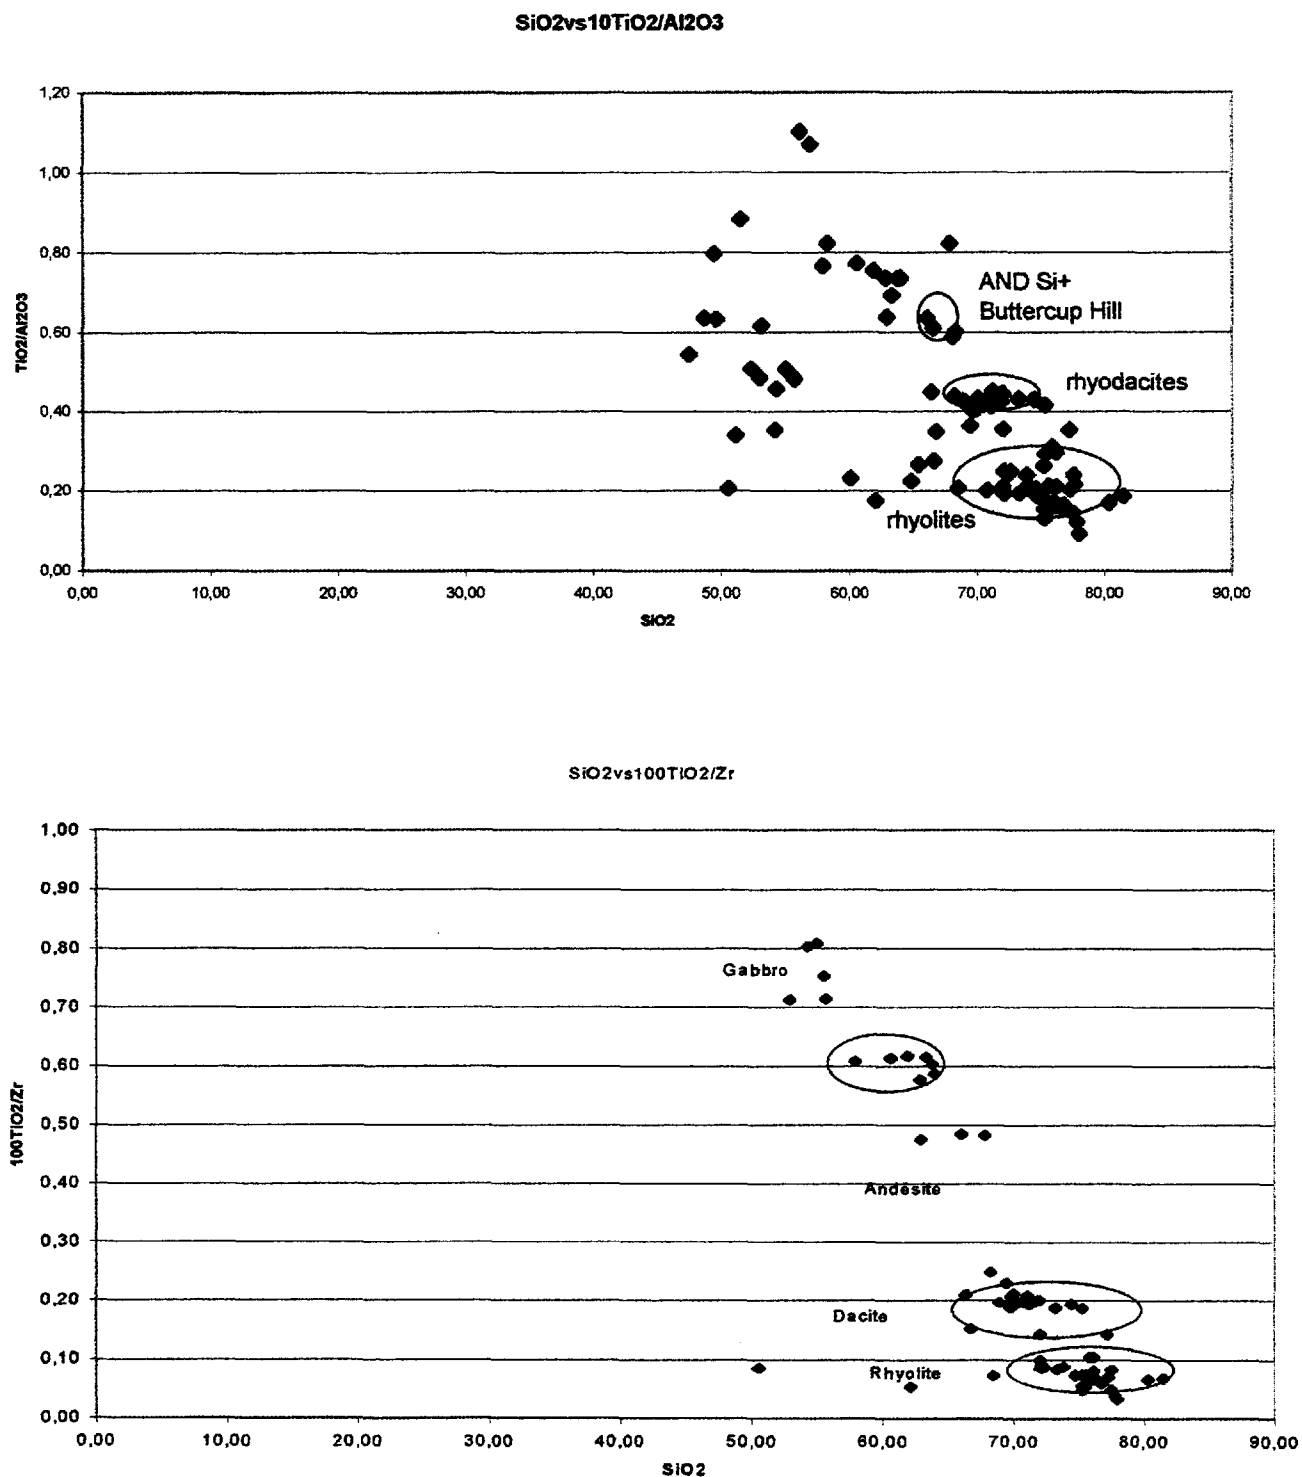 SiO2vs10TiO2/Al2O3
1,20
1,00
0,80
0,60
0,40
0,20
0,00
TiO2/Al2O3
AND Si+
Buttercup Hill
rhyodacites
rhyolites
0,00 10,00 20,00 30,00 40,00 50,00 60,00 70,00 80,00 90,00
SiO2
SiO2vs100TiO2/Zr
1,00
0,90
0,80
0,70
0,60
0,50
0,40
0,30
0,20
0,10
0,00
100TiO2/Zr
Gabbro
Andésite
Dacite
Rhyolite
0,00 10,00 20,00 30,00 40,00 50,00 60,00 70,00 80,00 90,00
SiO2